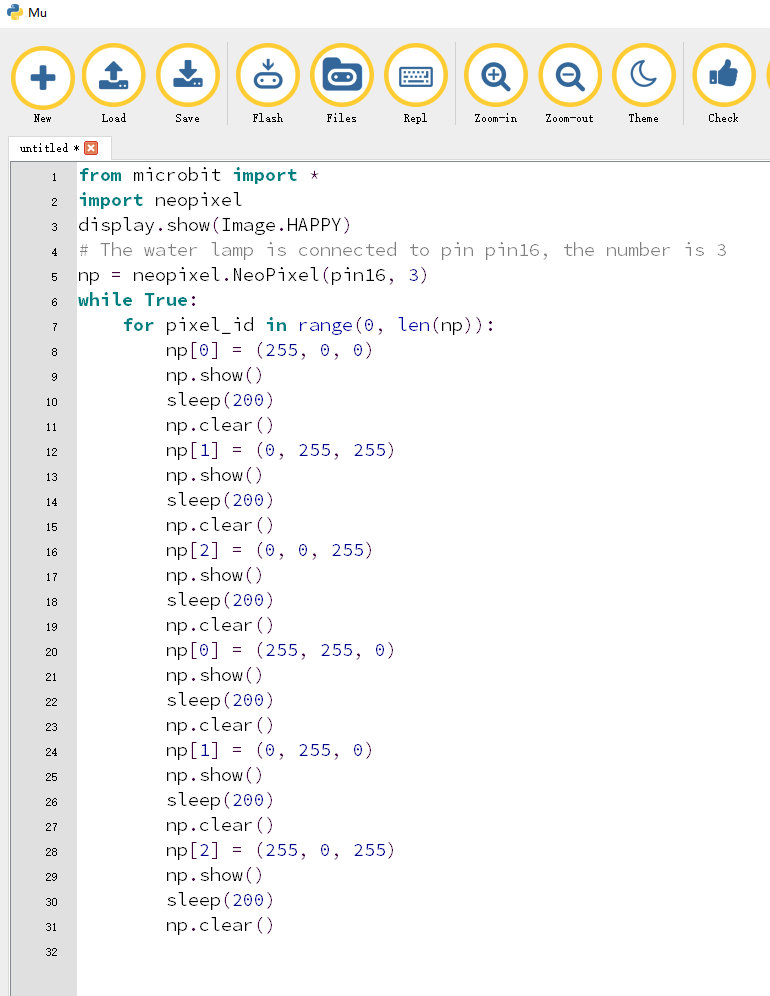 Mu
New Load Save Flash Files Repl Zoom-in Zoom-out Theme Check
untitled *
1 from microbit import *
2 import neopixel
3 display.show(Image.HAPPY)
4 # The water lamp is connected to pin pin16, the number is 3
5 np = neopixel.NeoPixel(pin16, 3)
6 while True:
7     for pixel_id in range(0, len(np)):
8         np[0] = (255, 0, 0)
9         np.show()
10         sleep(200)
11         np.clear()
12         np[1] = (0, 255, 255)
13         np.show()
14         sleep(200)
15         np.clear()
16         np[2] = (0, 0, 255)
17         np.show()
18         sleep(200)
19         np.clear()
20         np[0] = (255, 255, 0)
21         np.show()
22         sleep(200)
23         np.clear()
24         np[1] = (0, 255, 0)
25         np.show()
26         sleep(200)
27         np.clear()
28         np[2] = (255, 0, 255)
29         np.show()
30         sleep(200)
31         np.clear()
32